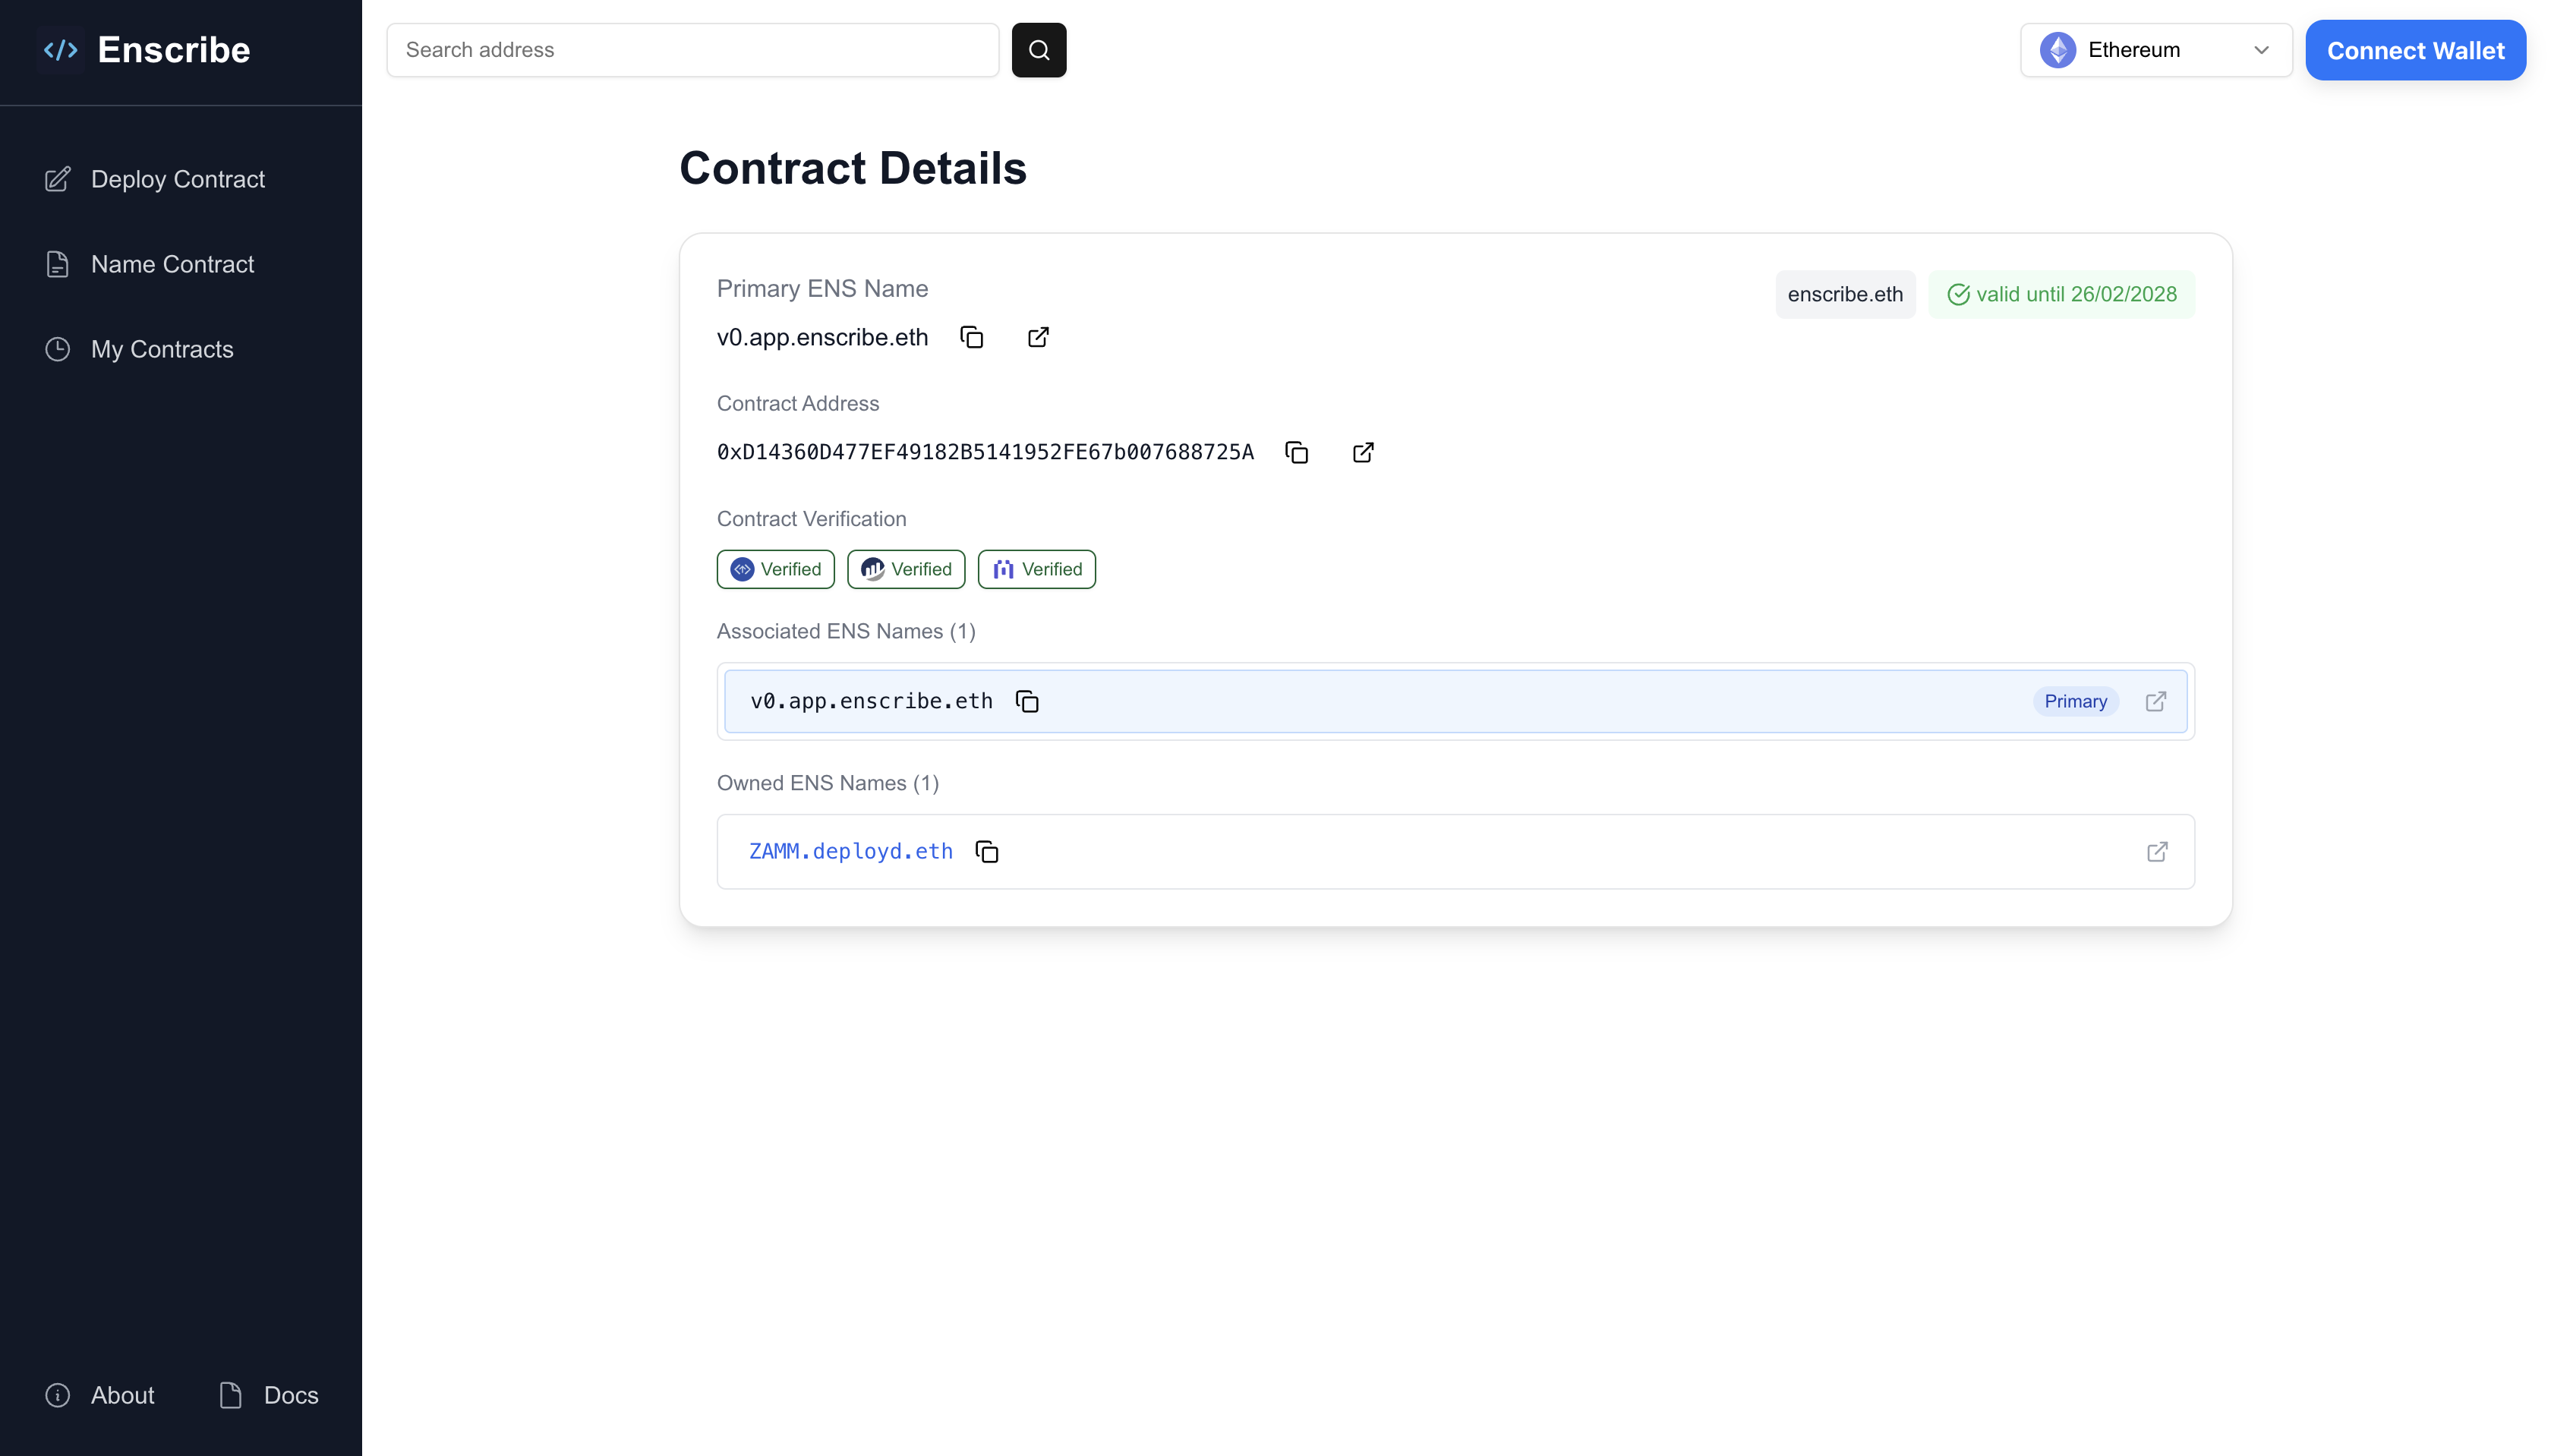 Enscribe
Search address
Ethereum
Connect Wallet
Deploy Contract
Name Contract
My Contracts
Contract Details
Primary ENS Name
enscribe.eth
valid until 26/02/2028
v0.app.enscribe.eth
Contract Address
0xD14360D477EF49182B5141952FE67b007688725A
Contract Verification
Verified
Verified
Verified
Associated ENS Names (1)
v0.app.enscribe.eth
Primary
Owned ENS Names (1)
ZAMM.deployd.eth
About
Docs